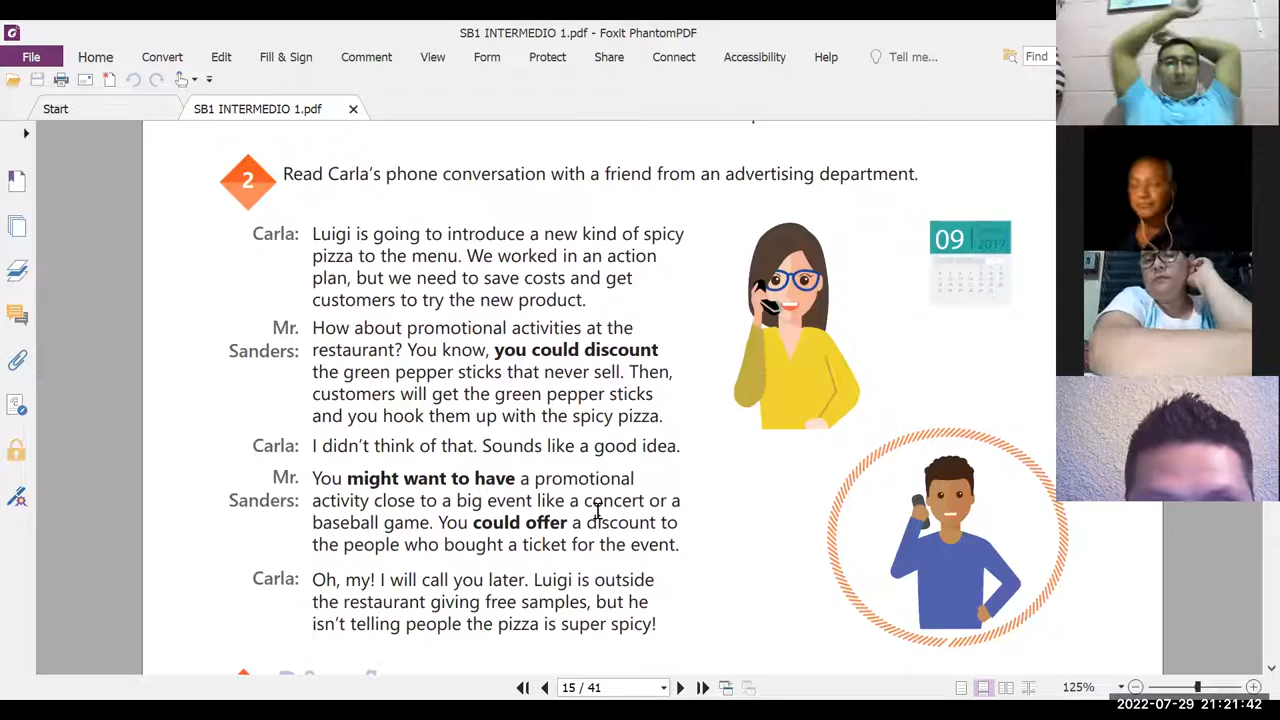 SB1 INTERMEDIO 1.pdf - Foxit PhantomPDF
File Home Convert Edit Fill & Sign Comment View Form Protect Share Connect Accessibility Help Tell me... Find
Start SB1 INTERMEDIO 1.pdf
2 Read Carla's phone conversation with a friend from an advertising department.
Carla: Luigi is going to introduce a new kind of spicy
pizza to the menu. We worked in an action
plan, but we need to save costs and get
customers to try the new product.
Mr. How about promotional activities at the
Sanders: restaurant? You know, you could discount
the green pepper sticks that never sell. Then,
customers will get the green pepper sticks
and you hook them up with the spicy pizza.
Carla: I didn't think of that. Sounds like a good idea.
Mr. You might want to have a promotional
Sanders: activity close to a big event like a concert or a
baseball game. You could offer a discount to
the people who bought a ticket for the event.
Carla: Oh, my! I will call you later. Luigi is outside
the restaurant giving free samples, but he
isn't telling people the pizza is super spicy!
09 2017
15 / 41
125%
2022-07-29 21:21:42